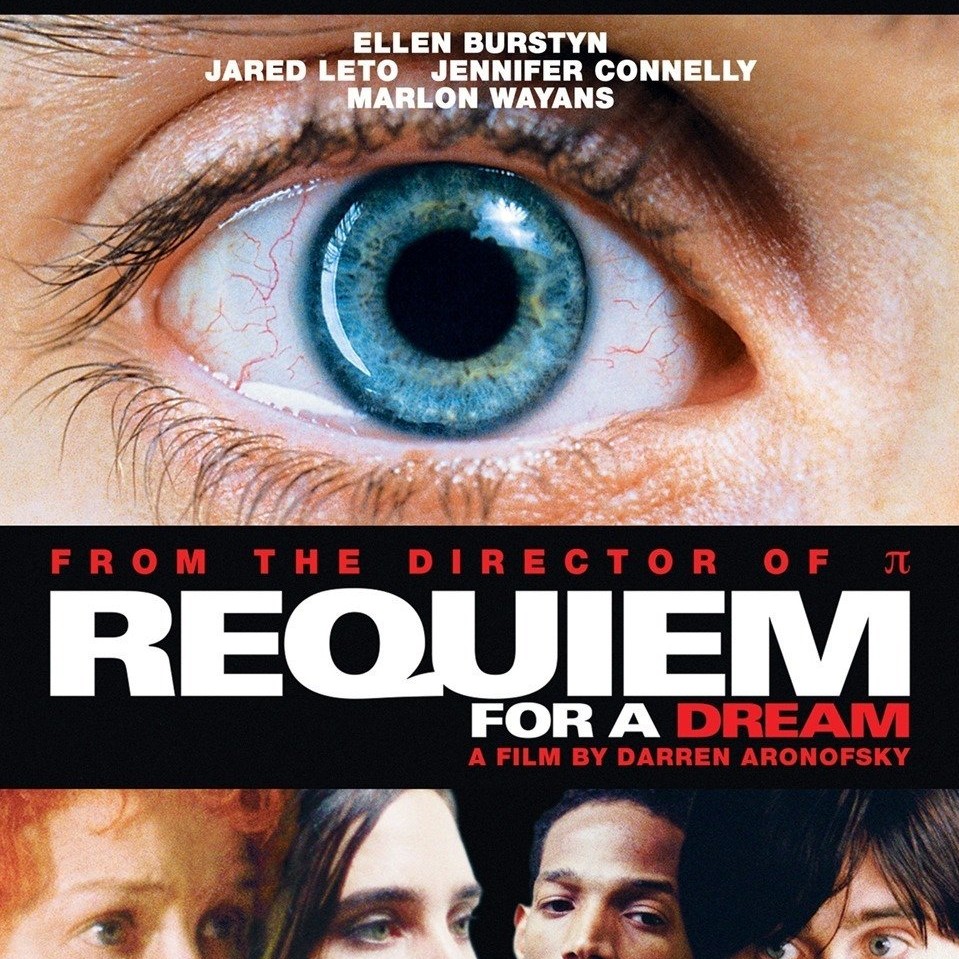 ELLEN BURSTYN
JARED LETO JENNIFER CONNELLY
MARLON WAYANS
FROM THE DIRECTOR OF π
REQUIEM
FOR A DREAM
A FILM BY DARREN ARONOFSKY